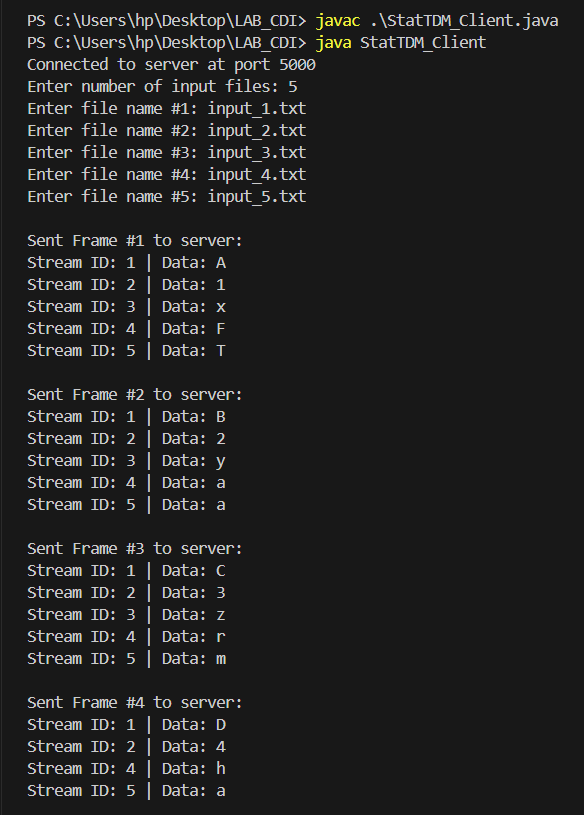 PS C:\Users\hp\Desktop\LAB_CDI> javac .\StatTDM_Client.java
PS C:\Users\hp\Desktop\LAB_CDI> java StatTDM_Client
Connected to server at port 5000
Enter number of input files: 5
Enter file name #1: input_1.txt
Enter file name #2: input_2.txt
Enter file name #3: input_3.txt
Enter file name #4: input_4.txt
Enter file name #5: input_5.txt

Sent Frame #1 to server:
Stream ID: 1 | Data: A
Stream ID: 2 | Data: 1
Stream ID: 3 | Data: x
Stream ID: 4 | Data: F
Stream ID: 5 | Data: T

Sent Frame #2 to server:
Stream ID: 1 | Data: B
Stream ID: 2 | Data: 2
Stream ID: 3 | Data: y
Stream ID: 4 | Data: a
Stream ID: 5 | Data: a

Sent Frame #3 to server:
Stream ID: 1 | Data: C
Stream ID: 2 | Data: 3
Stream ID: 3 | Data: z
Stream ID: 4 | Data: r
Stream ID: 5 | Data: m

Sent Frame #4 to server:
Stream ID: 1 | Data: D
Stream ID: 2 | Data: 4
Stream ID: 4 | Data: h
Stream ID: 5 | Data: a